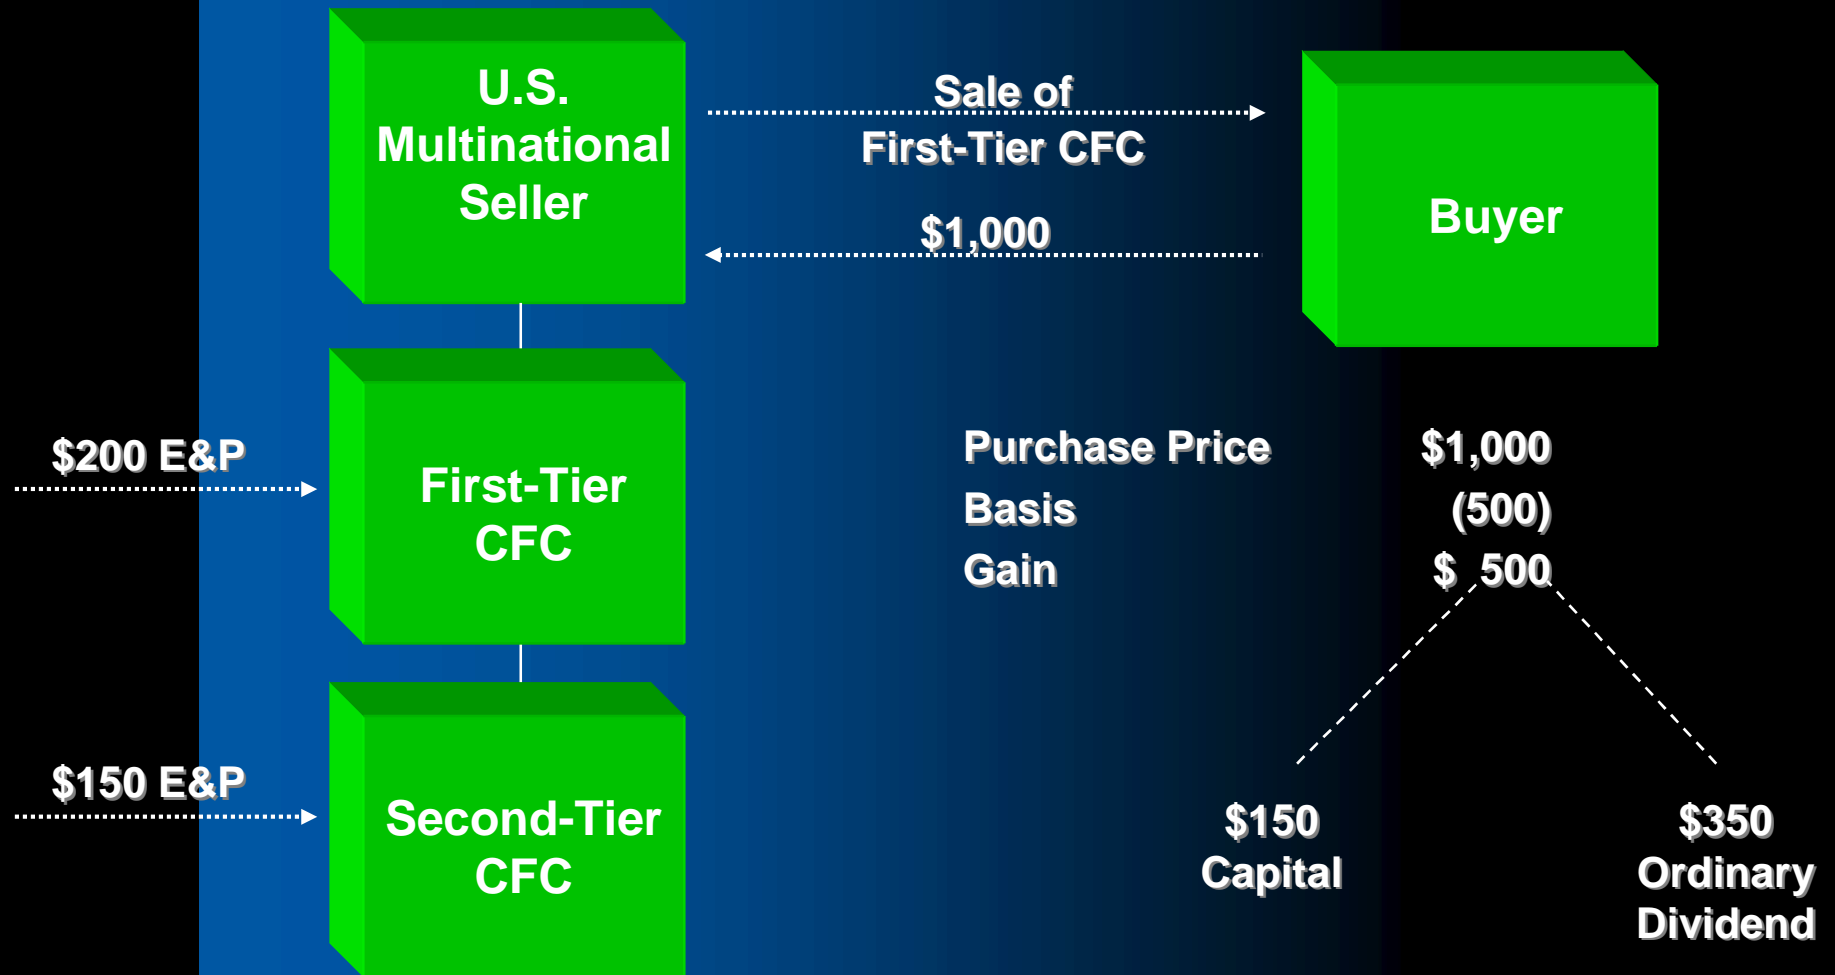 U.S.
Multinational
Seller
Sale of
First-Tier CFC
$1,000
Buyer
$200 E&P
First-Tier
CFC
Purchase Price $1,000
Basis (500)
Gain $ 500
$150 E&P
Second-Tier
CFC
$150
Capital
$350
Ordinary
Dividend